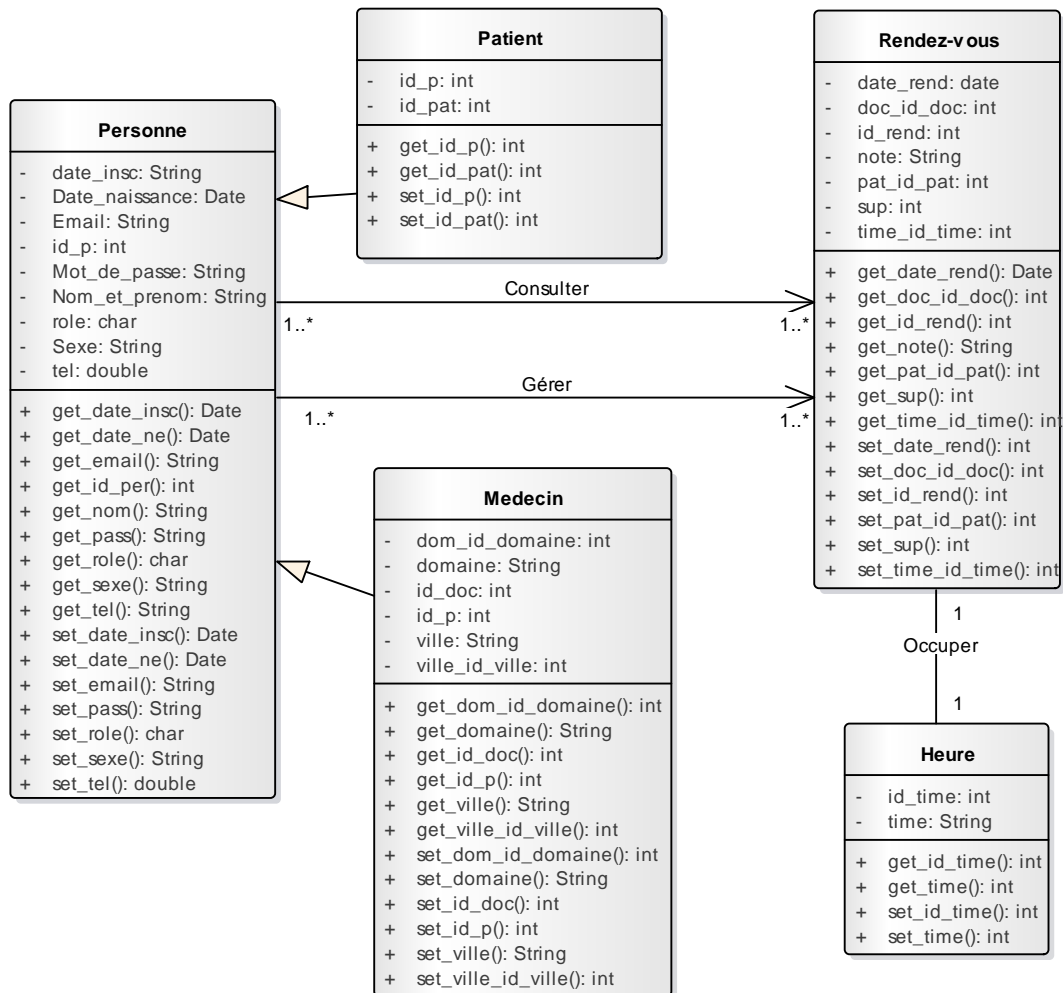 Patient
- id_p: int
- id_pat: int
+ get_id_p(): int
+ get_id_pat(): int
+ set_id_p(): int
+ set_id_pat(): int
Personne
- date_insc: String
- Date_naissance: Date
- Email: String
- id_p: int
- Mot_de_passe: String
- Nom_et_prenom: String
- role: char
- Sexe: String
- tel: double
+ get_date_insc(): Date
+ get_date_ne(): Date
+ get_email(): String
+ get_id_per(): int
+ get_nom(): String
+ get_pass(): String
+ get_role(): char
+ get_sexe(): String
+ get_tel(): String
+ set_date_insc(): Date
+ set_date_ne(): Date
+ set_email(): String
+ set_pass(): String
+ set_role(): char
+ set_sexe(): String
+ set_tel(): double
Consulter
1..*
1..*
Gérer
1..*
1..*
Rendez-vous
- date_rend: date
- doc_id_doc: int
- id_rend: int
- note: String
- pat_id_pat: int
- sup: int
- time_id_time: int
+ get_date_rend(): Date
+ get_doc_id_doc(): int
+ get_id_rend(): int
+ get_note(): String
+ get_pat_id_pat(): int
+ get_sup(): int
+ get_time_id_time(): int
+ set_date_rend(): int
+ set_doc_id_doc(): int
+ set_id_rend(): int
+ set_pat_id_pat(): int
+ set_sup(): int
+ set_time_id_time(): int
Medecin
- dom_id_domaine: int
- domaine: String
- id_doc: int
- id_p: int
- ville: String
- ville_id_ville: int
+ get_dom_id_domaine(): int
+ get_domaine(): String
+ get_id_doc(): int
+ get_id_p(): int
+ get_ville(): String
+ get_ville_id_ville(): int
+ set_dom_id_domaine(): int
+ set_domaine(): String
+ set_id_doc(): int
+ set_id_p(): int
+ set_ville(): String
+ set_ville_id_ville(): int
1
Occuper
1
Heure
- id_time: int
- time: String
+ get_id_time(): int
+ get_time(): int
+ set_id_time(): int
+ set_time(): int